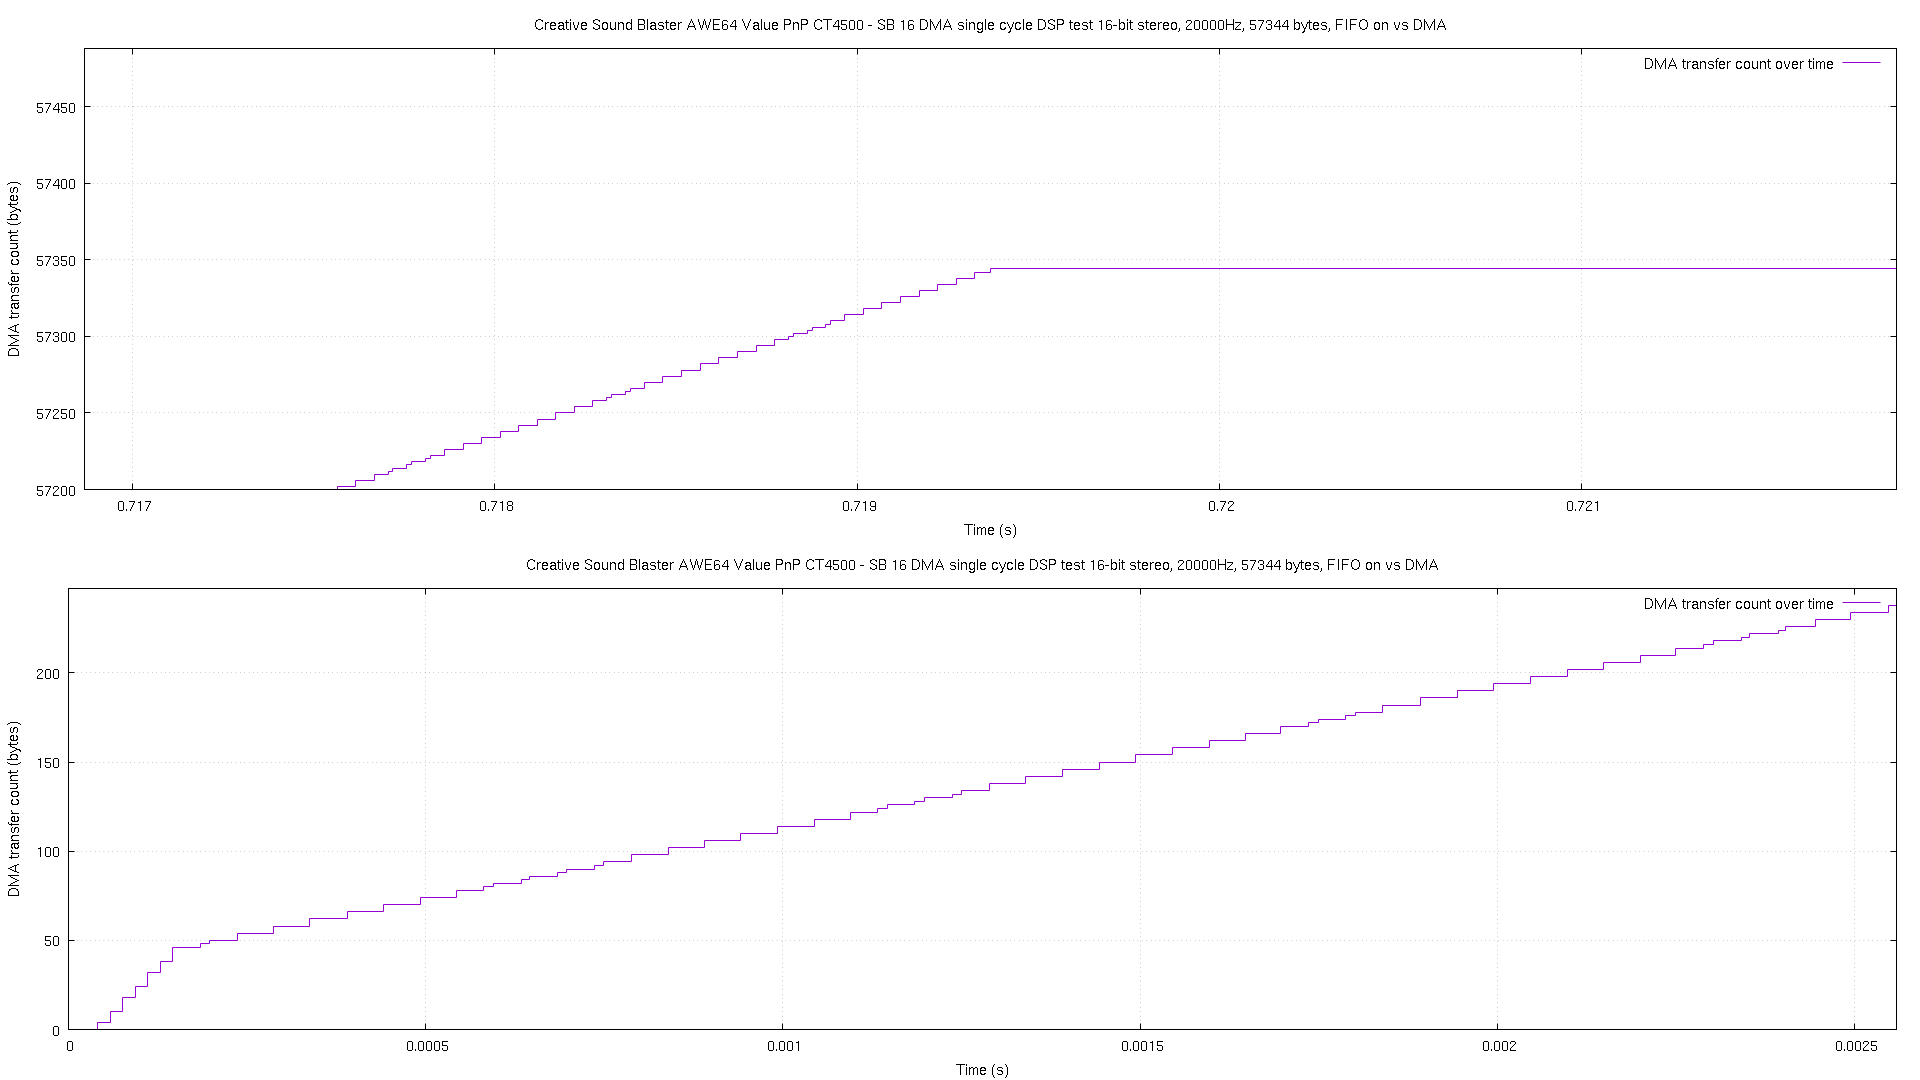 Creative Sound Blaster AWE64 Value PnP CT4500 - SB 16 DMA single cycle DSP test 16-bit stereo, 20000Hz, 57344 bytes, FIFO on vs DMA
DMA transfer count over time
57450
57400
57350
57300
57250
57200
DMA transfer count (bytes)
0.717 0.718 0.719 0.72 0.721
Time (s)
Creative Sound Blaster AWE64 Value PnP CT4500 - SB 16 DMA single cycle DSP test 16-bit stereo, 20000Hz, 57344 bytes, FIFO on vs DMA
DMA transfer count over time
200
150
100
50
0
DMA transfer count (bytes)
0 0.0005 0.001 0.0015 0.002 0.0025
Time (s)